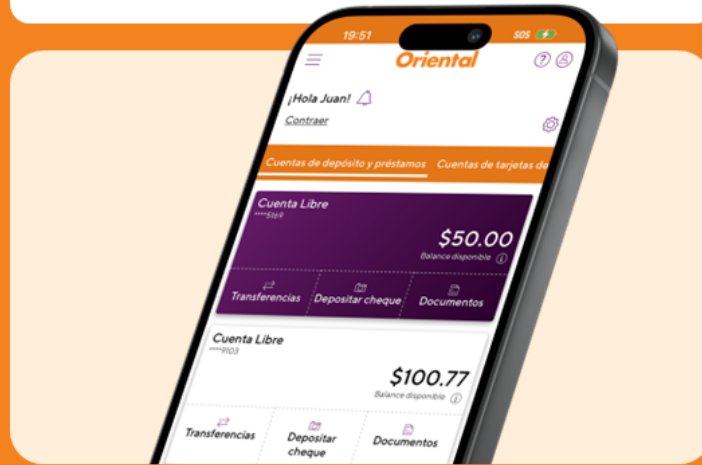 19:51
SOS
Oriental
¡Hola Juan!
Contraer
Cuentas de depósito y préstamos Cuentas de tarjetas de
Cuenta Libre
****5169
$50.00
Balance disponible
Transferencias Depositar cheque Documentos
Cuenta Libre
****9103
$100.77
Balance disponible
Transferencias Depositar cheque Documentos